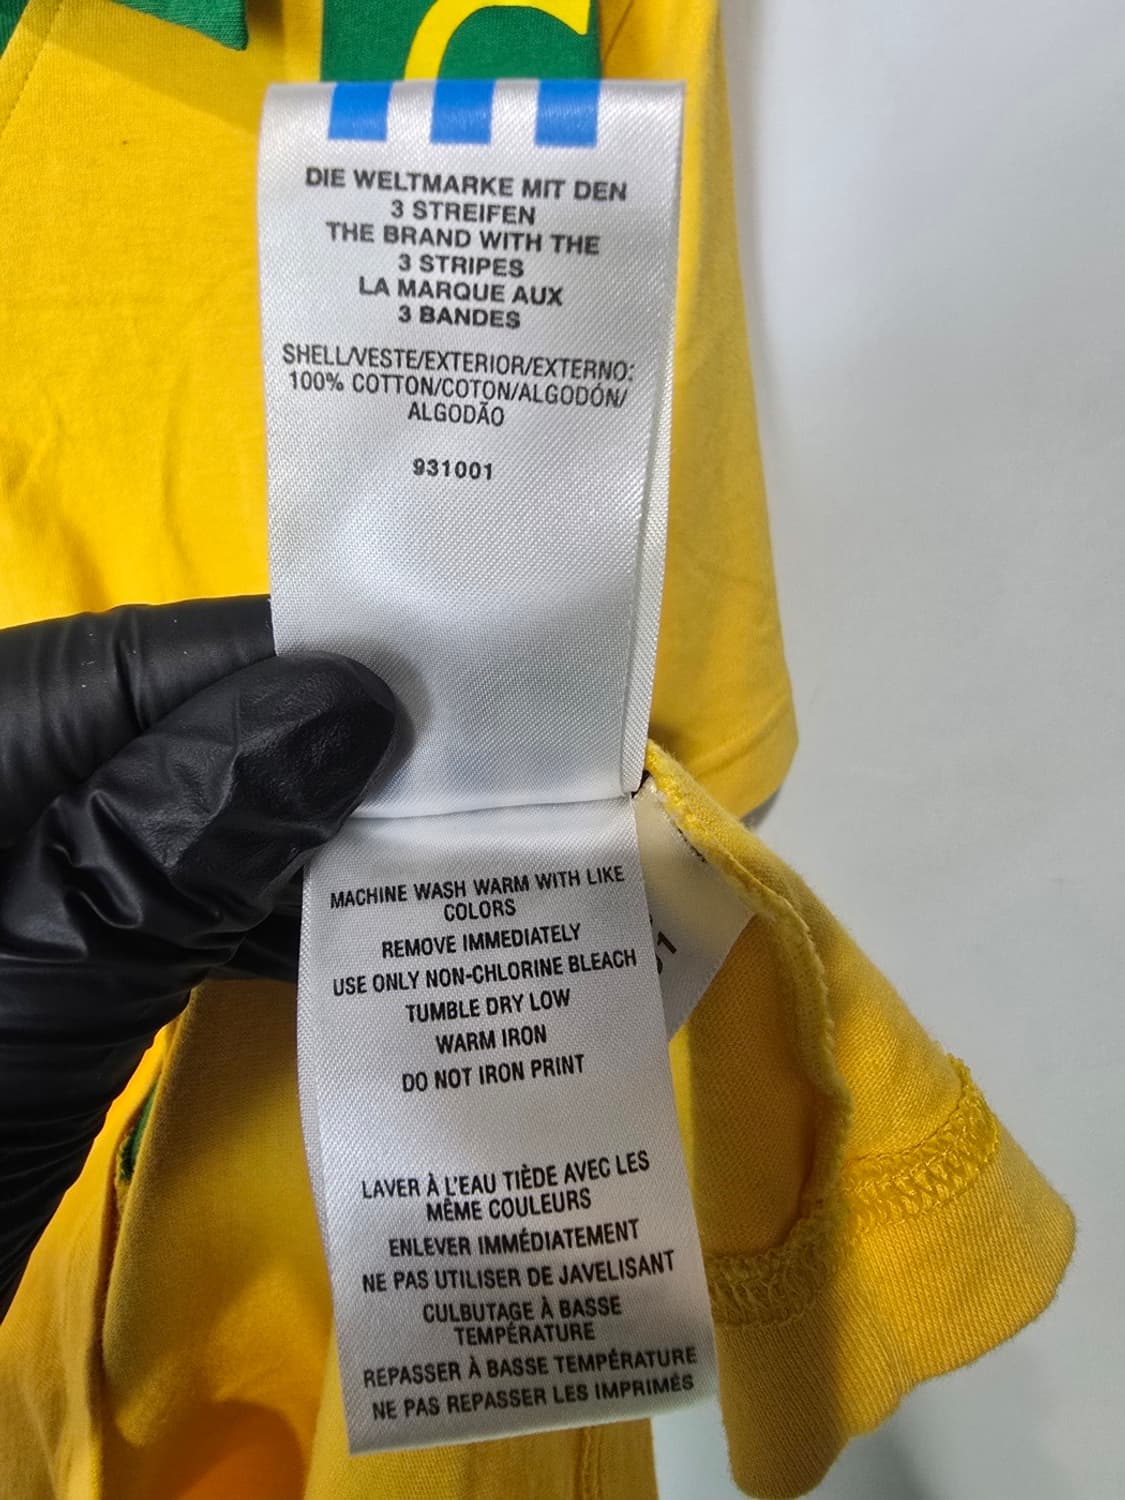 DIE WELTMARKE MIT DEN
3 STREIFEN
THE BRAND WITH THE
3 STRIPES
LA MARQUE AUX
3 BANDES
SHELL/VESTE/EXTERIOR/EXTERNO:
100% COTTON/COTON/ALGODÓN/
ALGODÃO
931001
MACHINE WASH WARM WITH LIKE
COLORS
REMOVE IMMEDIATELY
USE ONLY NON-CHLORINE BLEACH
TUMBLE DRY LOW
WARM IRON
DO NOT IRON PRINT
LAVER À L'EAU TIÈDE AVEC LES
MÊME COULEURS
ENLEVER IMMÉDIATEMENT
NE PAS UTILISER DE JAVELISANT
CULBUTAGE À BASSE
TEMPÉRATURE
REPASSER À BASSE TEMPÉRATURE
NE PAS REPASSER LES IMPRIMÉS